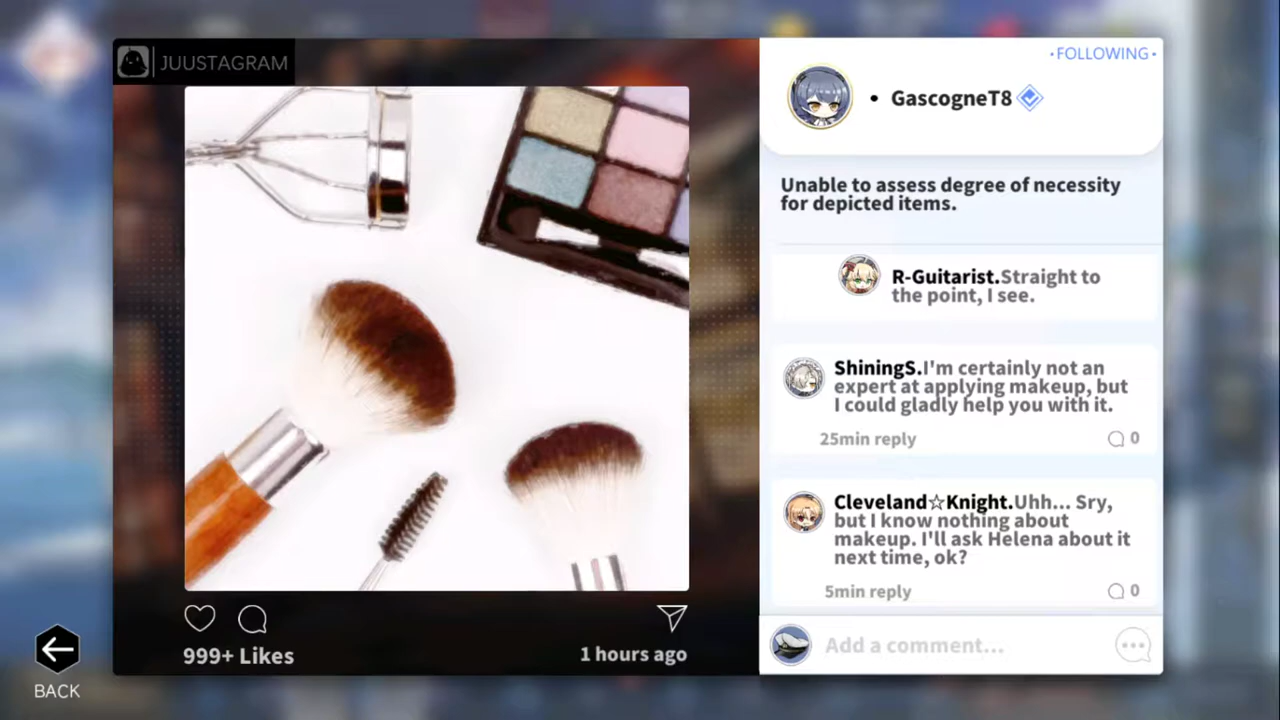 JUUSTAGRAM
•FOLLOWING•
• GascogneT8
Unable to assess degree of necessity
for depicted items.
R-Guitarist.Straight to
the point, I see.
ShiningS.I'm certainly not an
expert at applying makeup, but
I could gladly help you with it.
25min reply
0
Cleveland☆Knight.Uhh... Sry,
but I know nothing about
makeup. I'll ask Helena about it
next time, ok?
5min reply
0
999+ Likes
1 hours ago
Add a comment...
BACK